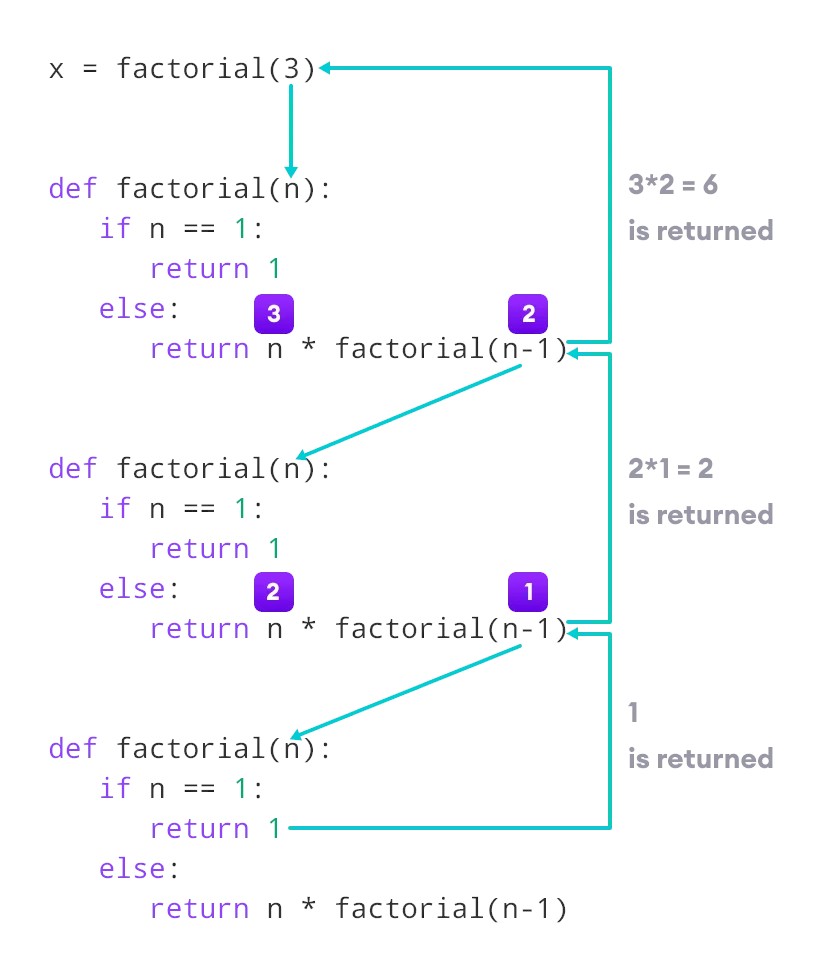 x = factorial(3)
def factorial(n):
   if n == 1:
      return 1
   else:
3
2
      return n * factorial(n-1)
3*2 = 6
is returned
def factorial(n):
   if n == 1:
      return 1
   else:
2
1
      return n * factorial(n-1)
2*1 = 2
is returned
def factorial(n):
   if n == 1:
      return 1
   else:
      return n * factorial(n-1)
1
is returned